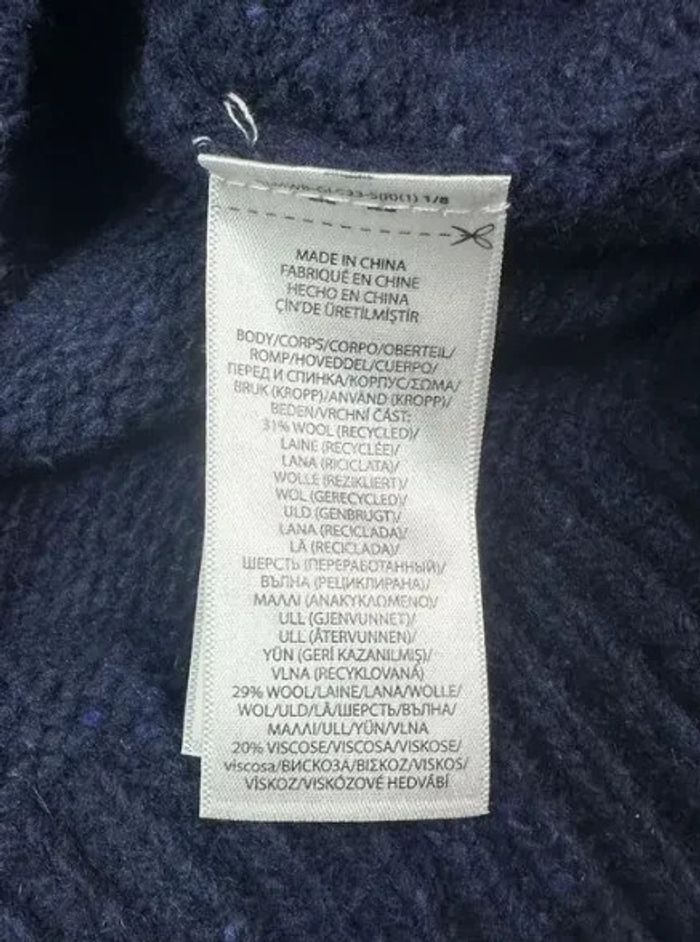 1/8
MADE IN CHINA
FABRIQUÉ EN CHINE
HECHO EN CHINA
ÇİN'DE ÜRETİLMİŞTİR
BODY/CORPS/CORPO/OBERTEIL/
ROMP/HOVEDDEL/CUERPO/
ПЕРЕД И СПИНКА/КОРПУС/ΣΩΜΑ/
BRUK (KROPP)/ANVÄND (KROPP)/
BEDEN/VRCHNÍ ČÁST:
31% WOOL (RECYCLED)/
LAINE (RECYCLÉE)/
LANA (RICICLATA)/
WOLLE (REZIKLIERT)/
WOL (GERECYCLED)/
ULD (GENBRUGT)/
LANA (RECICLADA)/
LÃ (RECICLADA)/
ШЕРСТЬ (ПЕРЕРАБОТАННЫЙ)/
ВЪЛНА (РЕЦИКЛИРАНА)/
ΜΑΛΛΙ (ΑΝΑΚΥΚΛΩΜΕΝΟ)/
ULL (GJENVUNNET)/
ULL (ÅTERVUNNEN)/
YÜN (GERİ KAZANILMIŞ)/
VLNA (RECYKLOVANÁ)
29% WOOL/LAINE/LANA/WOLLE/
WOL/ULD/LÃ/ШЕРСТЬ/ВЪЛНА/
ΜΑΛΛΙ/ULL/YÜN/VLNA
20% VISCOSE/VISCOSA/VISKOSE/
viscosa/ВИСКОЗА/ΒΙΣΚΟΖ/VISKOS/
VİSKOZ/VISKÓZOVÉ HEDVÁBÍ